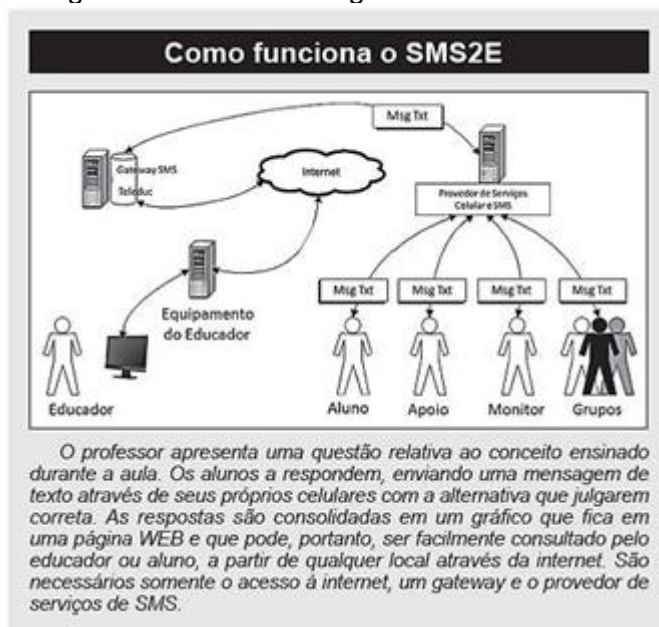 Como funciona o SMS2E
Msg Txt
Gateway SMS
Teleduc
Internet
Provedor de Serviços
Celular e SMS
Msg Txt
Msg Txt
Msg Txt
Msg Txt
Equipamento
do Educador
Educador
Aluno
Apoio
Monitor
Grupos
O professor apresenta uma questão relativa ao conceito ensinado
durante a aula. Os alunos a respondem, enviando uma mensagem de
texto através de seus próprios celulares com a alternativa que julgarem
correta. As respostas são consolidadas em um gráfico que fica em
uma página WEB e que pode, portanto, ser facilmente consultado pelo
educador ou aluno, a partir de qualquer local através da internet. São
necessários somente o acesso à internet, um gateway e o provedor de
serviços de SMS.